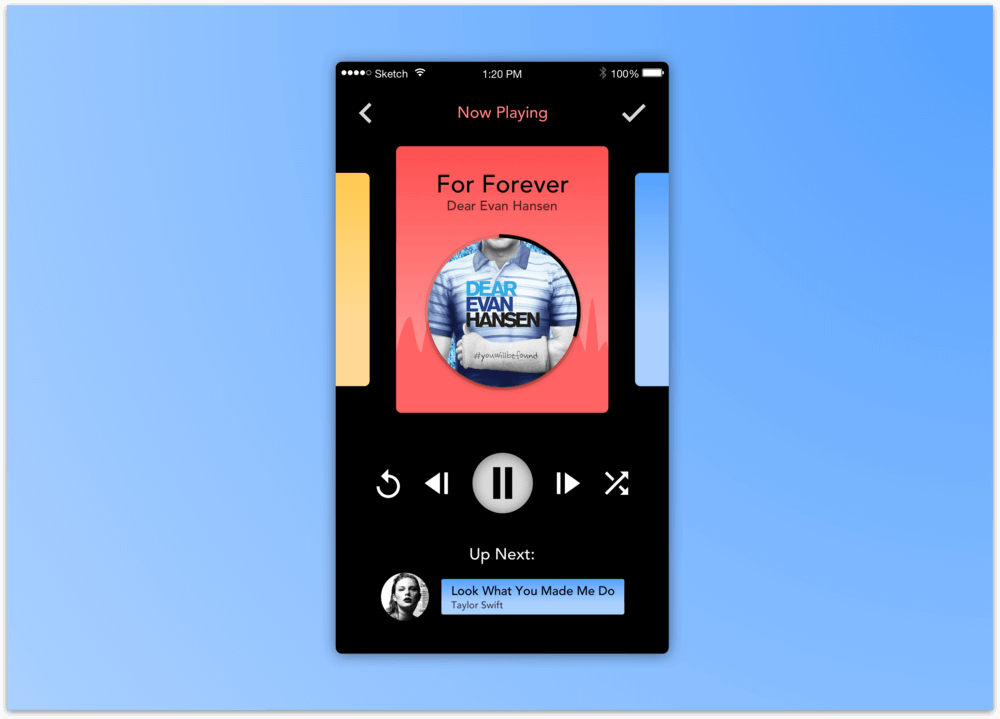 Sketch 1:20 PM 100%
Now Playing
For Forever
Dear Evan Hansen
DEAR
EVAN
HANSEN
#youwillbefound
Up Next:
Look What You Made Me Do
Taylor Swift